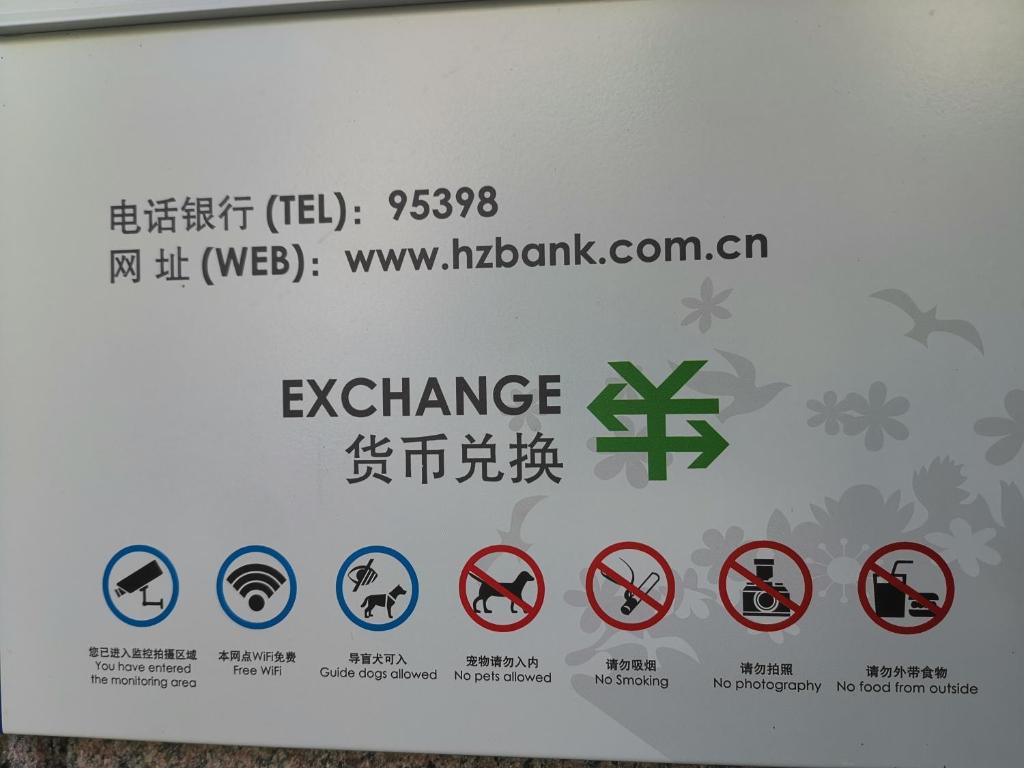 电话银行 (TEL)：95398
网 址 (WEB)：www.hzbank.com.cn
EXCHANGE
货币兑换
您已进入监控拍摄区域
You have entered
the monitoring area
本网点WiFi免费
Free WiFi
导盲犬可入
Guide dogs allowed
宠物请勿入内
No pets allowed
请勿吸烟
No Smoking
请勿拍照
No photography
请勿外带食物
No food from outside